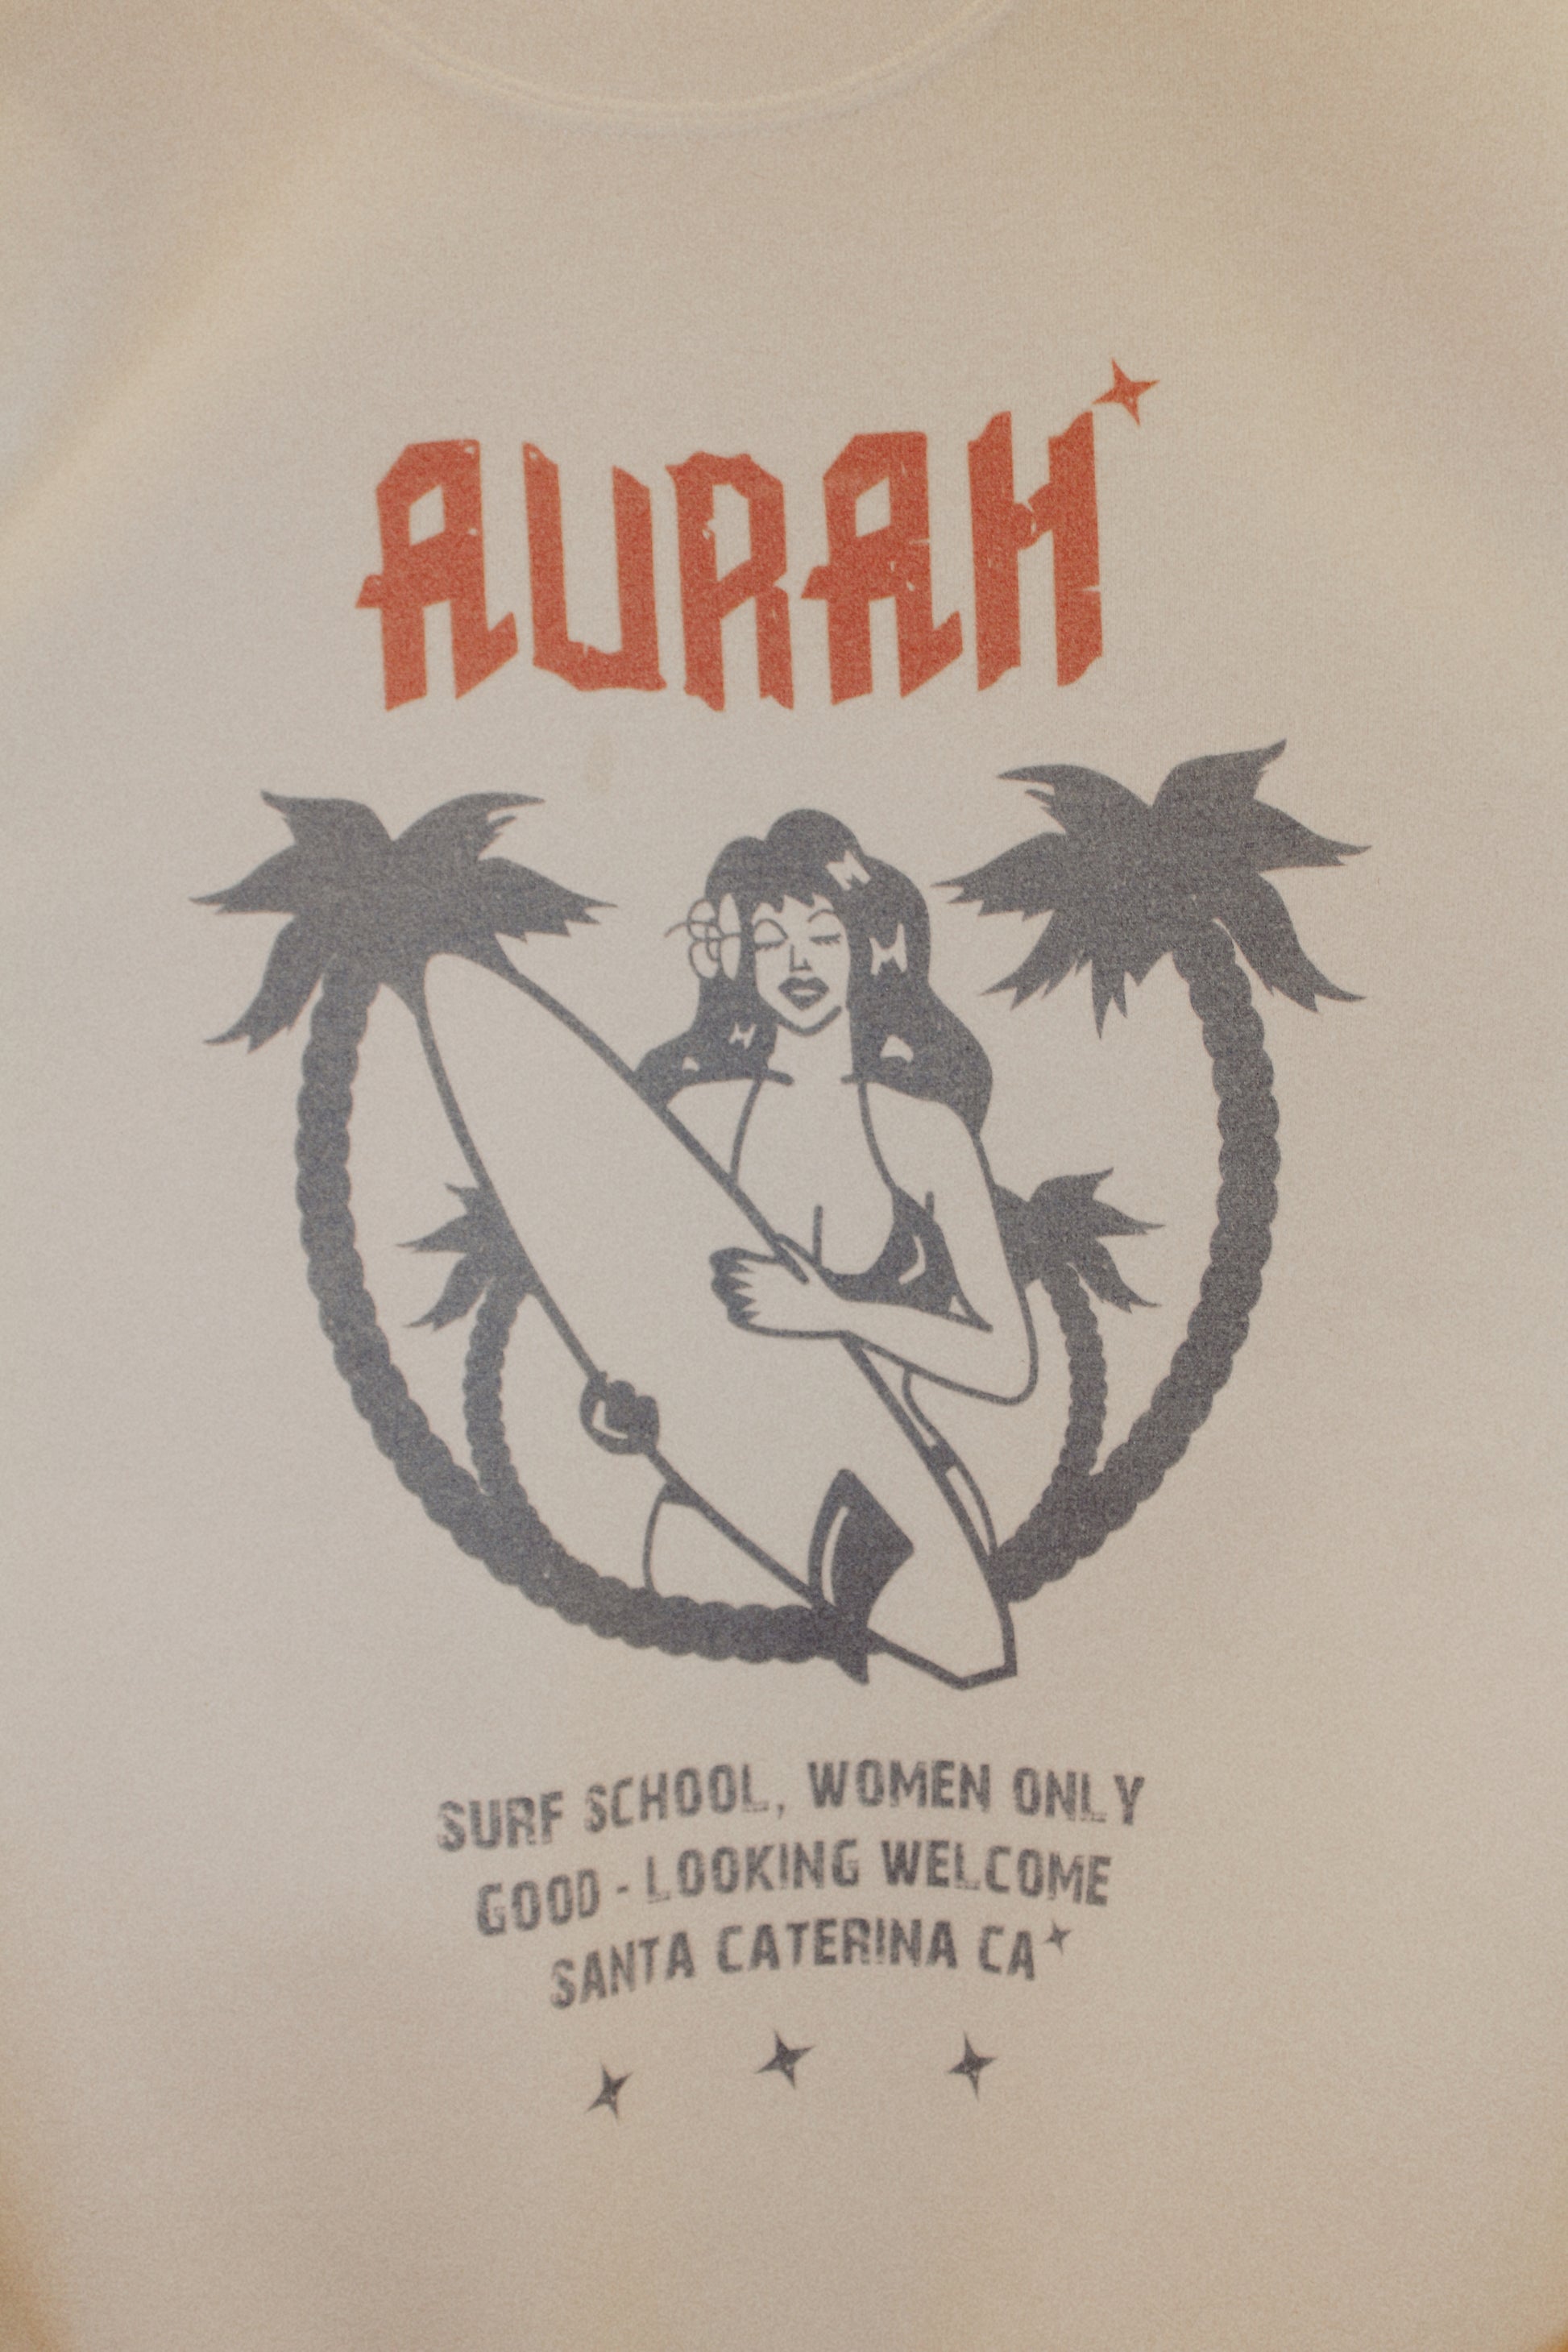 AURAH
SURF SCHOOL, WOMEN ONLY
GOOD - LOOKING WELCOME
SANTA CATERINA CA